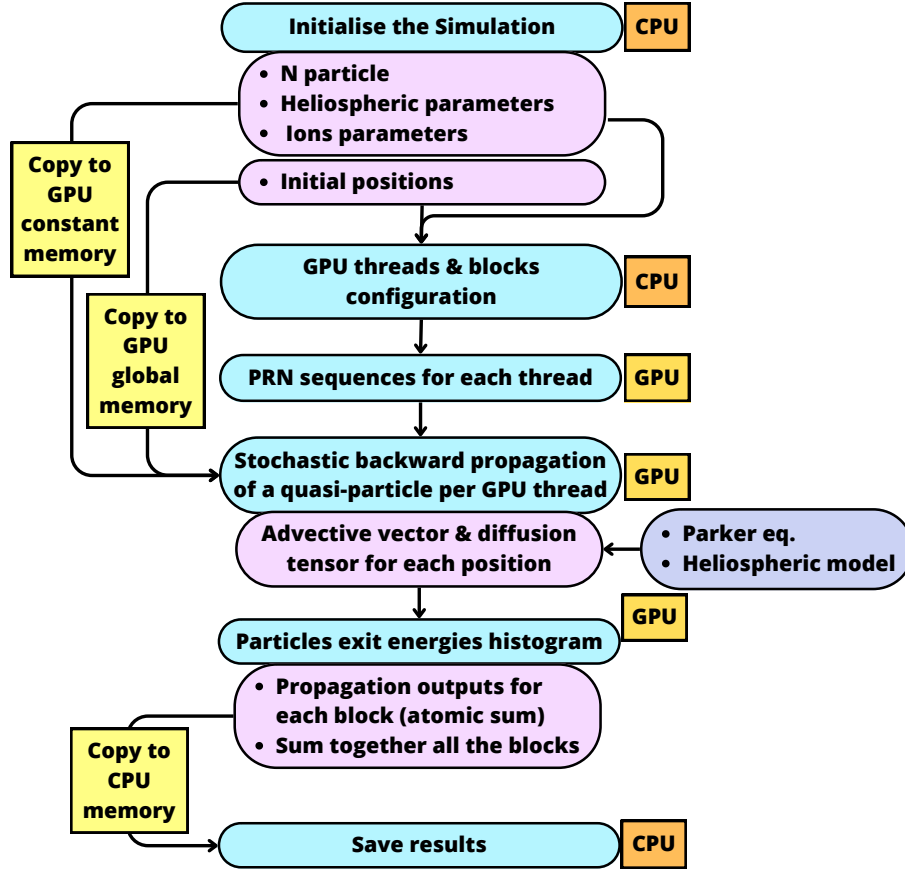 Initialise the Simulation
CPU
• N particle
• Heliospheric parameters
• Ions parameters
Copy to
GPU
constant
memory
• Initial positions
GPU threads & blocks
configuration
CPU
Copy to
GPU
global
memory
PRN sequences for each thread
GPU
Stochastic backward propagation
of a quasi-particle per GPU thread
GPU
Advective vector & diffusion
tensor for each position
• Parker eq.
• Heliospheric model
GPU
Particles exit energies histogram
• Propagation outputs for
each block (atomic sum)
• Sum together all the blocks
Copy to
CPU
memory
Save results
CPU